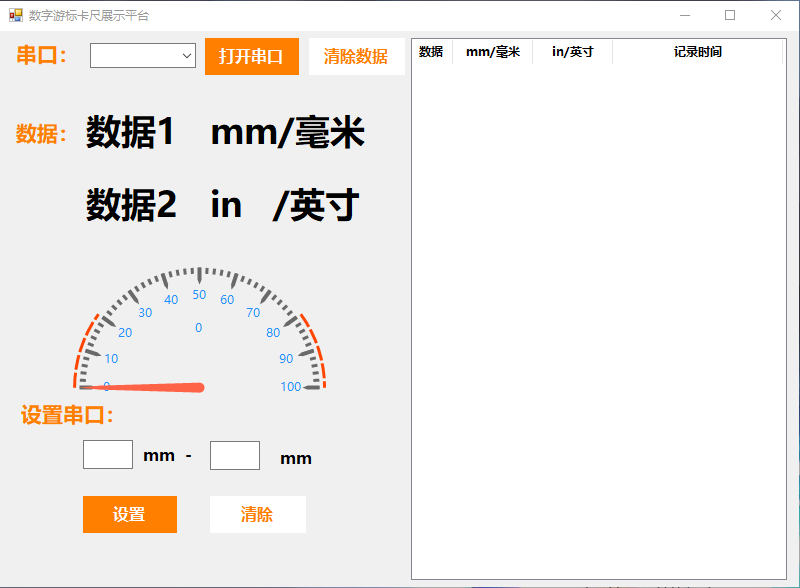 数字游标卡尺展示平台
串口： 打开串口 清除数据
数据： 数据1 mm/毫米
数据2 in /英寸
50
40 60
30 70
0
20 80
10 90
0 100
设置串口：
mm - mm
设置 清除
数据 mm/毫米 in/英寸 记录时间